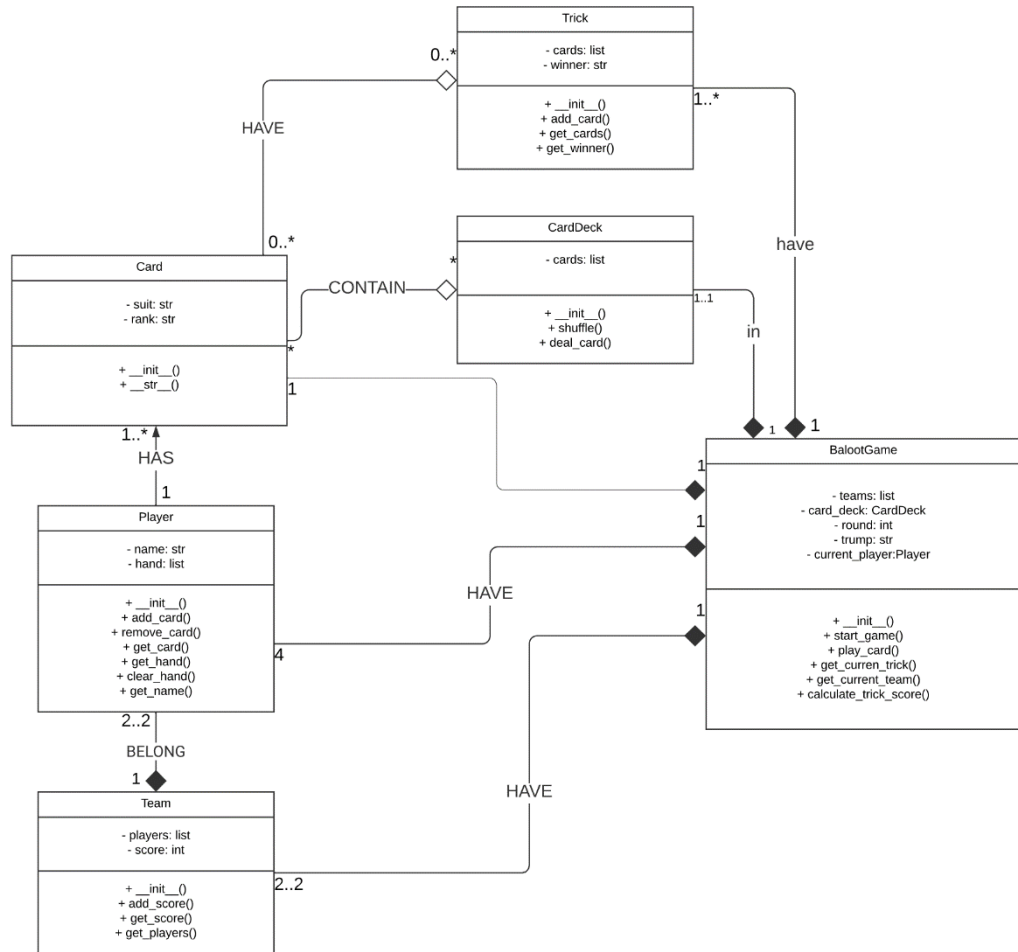 Trick
- cards: list
- winner: str
+ __init__()
+ add_card()
+ get_cards()
+ get_winner()
0..*
HAVE
0..*
1..*
have
1
CardDeck
- cards: list
+ __init__()
+ shuffle()
+ deal_card()
*
CONTAIN
*
1..1
in
1
Card
- suit: str
- rank: str
+ __init__()
+ __str__()
1
1
1..*
HAS
1
Player
- name: str
- hand: list
+ __init__()
+ add_card()
+ remove_card()
+ get_card()
+ get_hand()
+ clear_hand()
+ get_name()
4
HAVE
1
2..2
BELONG
1
Team
- players: list
- score: int
+ __init__()
+ add_score()
+ get_score()
+ get_players()
2..2
HAVE
1
BalootGame
- teams: list
- card_deck: CardDeck
- round: int
- trump: str
- current_player:Player
+ __init__()
+ start_game()
+ play_card()
+ get_curren_trick()
+ get_current_team()
+ calculate_trick_score()